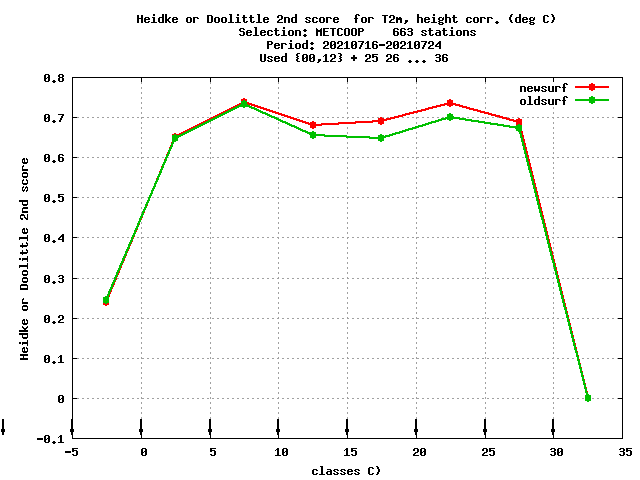 Heidke or Doolittle 2nd score  for T2m, height corr. (deg C)
Selection: METCOOP    663 stations
Period: 20210716-20210724
Used {00,12} + 25 26 ... 36
newsurf
oldsurf
Heidke or Doolittle 2nd score
0.8
0.7
0.6
0.5
0.4
0.3
0.2
0.1
0
-0.1
-5 0 5 10 15 20 25 30 35
classes C)